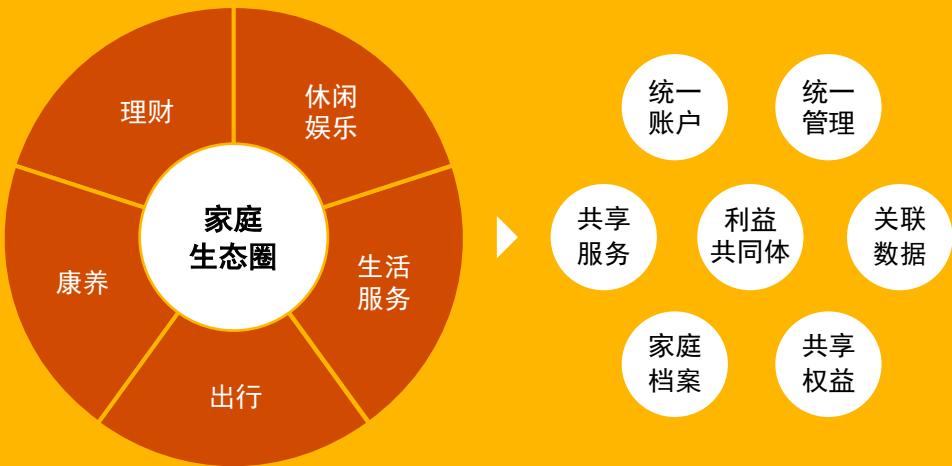 理财
休闲
娱乐
家庭
生态圈
康养
生活
服务
出行
统一
账户
统一
管理
共享
服务
利益
共同体
关联
数据
家庭
档案
共享
权益